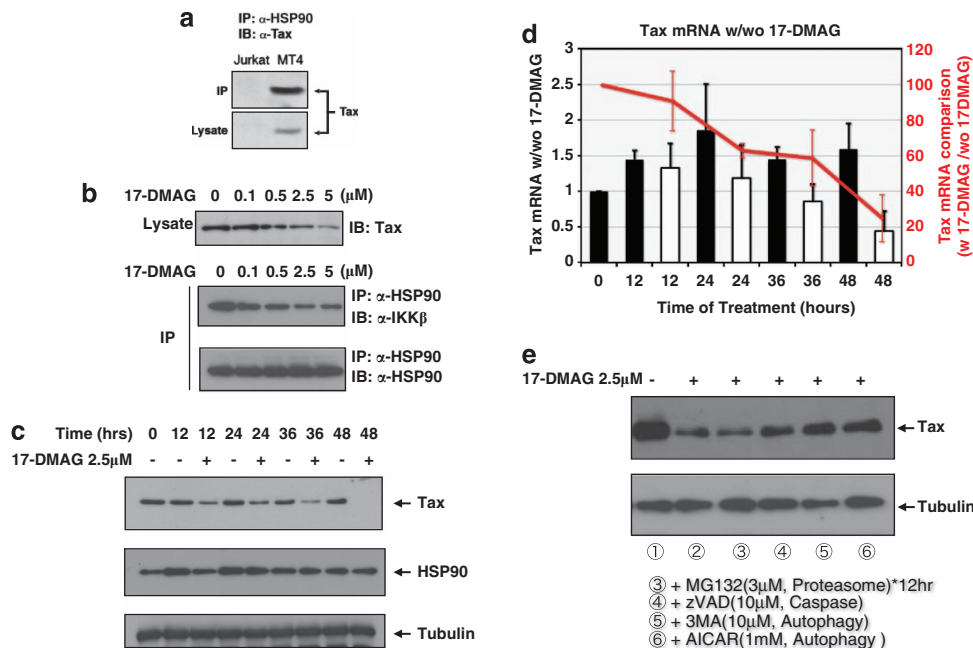 a
IP: α-HSP90
IB: α-Tax
Jurkat MT4
IP
Tax
Lysate
b
17-DMAG 0 0.1 0.5 2.5 5 (μM)
Lysate
IB: Tax
17-DMAG 0 0.1 0.5 2.5 5 (μM)
IP
IP: α-HSP90
IB: α-IKKβ
IP: α-HSP90
IB: α-HSP90
c
Time (hrs) 0 12 12 24 24 36 36 48 48
17-DMAG 2.5μM - - + - + - + - +
Tax
HSP90
Tubulin
d
Tax mRNA w/wo 17-DMAG
Tax mRNA w/wo 17-DMAG
3
2.5
2
1.5
1
0.5
0
0 12 12 24 24 36 36 48 48
Time of Treatment (hours)
120
100
80
60
40
20
0
Tax mRNA comparison
(w 17-DMAG /wo 17DMAG)
e
17-DMAG 2.5μM - + + + + +
Tax
Tubulin
① ② ③ ④ ⑤ ⑥
③ + MG132(3μM, Proteasome)*12hr
④ + zVAD(10μM, Caspase)
⑤ + 3MA(10μM, Autophagy)
⑥ + AICAR(1mM, Autophagy )